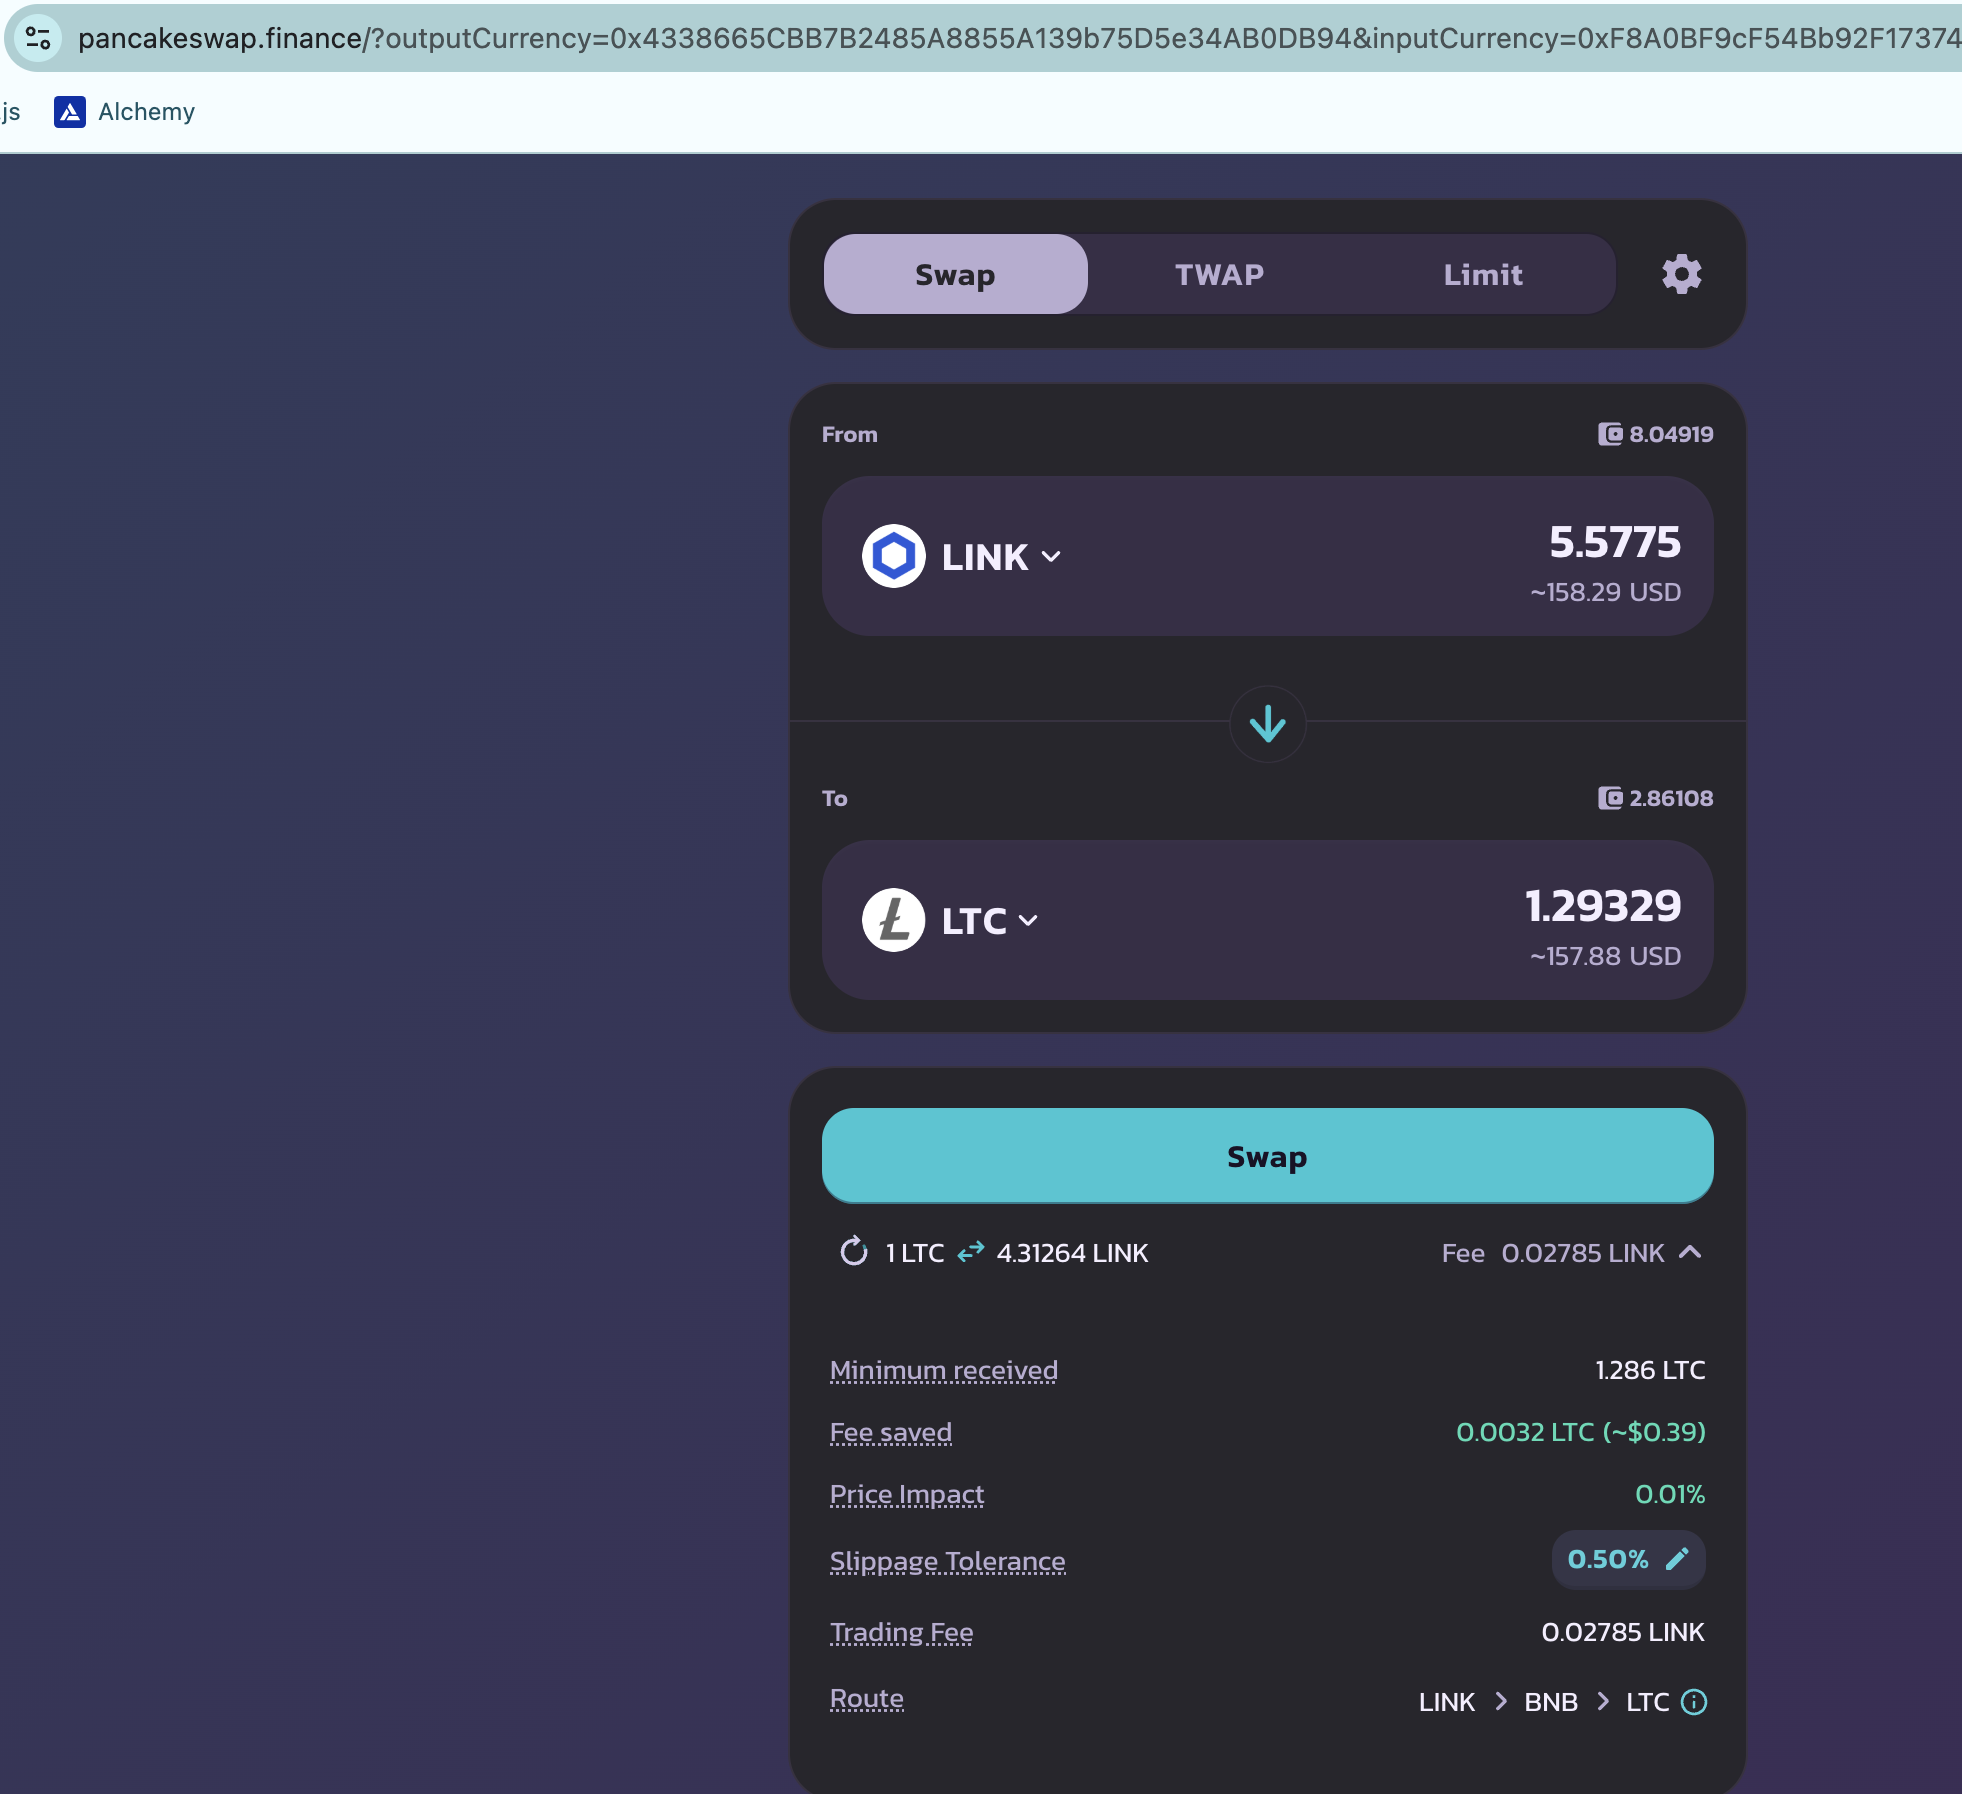 pancakeswap.finance/?outputCurrency=0x4338665CBB7B2485A8855A139b75D5e34AB0DB94&inputCurrency=0xF8A0BF9cF54Bb92F17374
js Alchemy
Swap TWAP Limit
From 8.04919
LINK 5.5775
~158.29 USD
To 2.86108
LTC 1.29329
~157.88 USD
Swap
1 LTC 4.31264 LINK Fee 0.02785 LINK
Minimum received 1.286 LTC
Fee saved 0.0032 LTC (~$0.39)
Price Impact 0.01%
Slippage Tolerance 0.50%
Trading Fee 0.02785 LINK
Route LINK > BNB > LTC